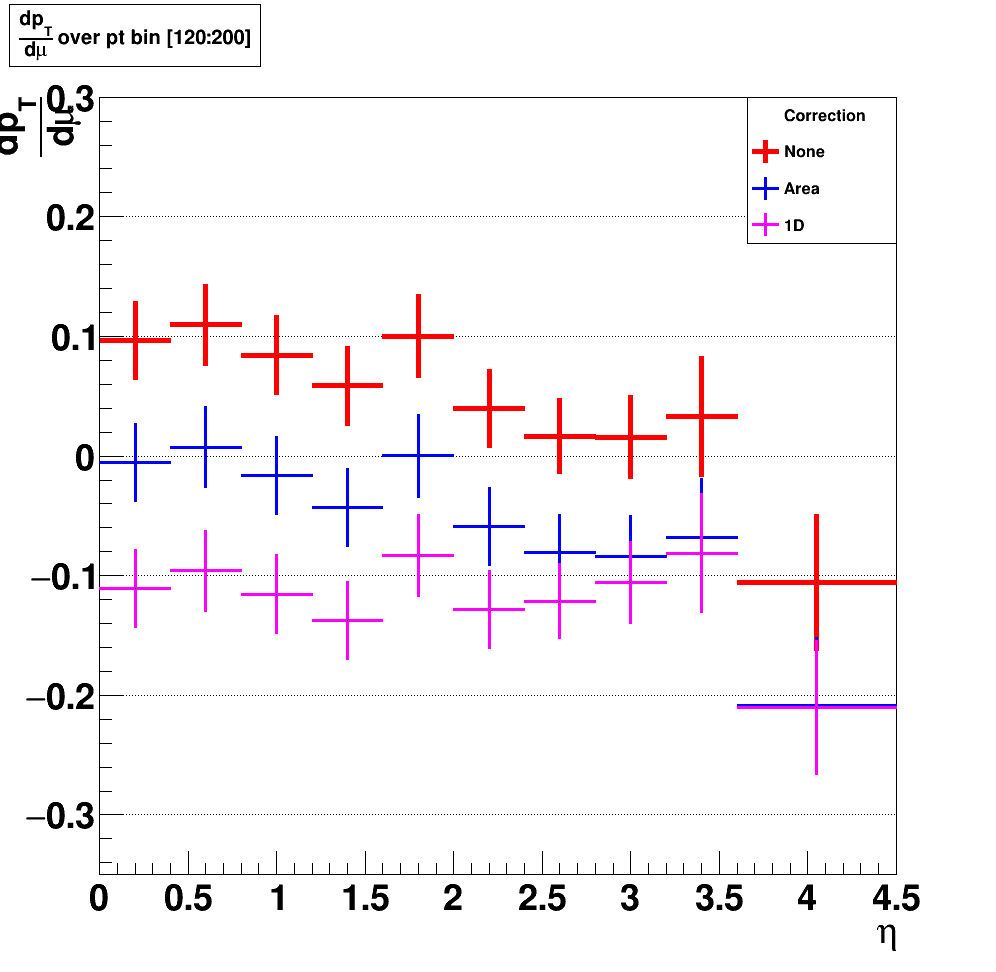 dp_T
dμ over pt bin [120:200]
dp_T
dμ
0.3
0.2
0.1
0
−0.1
−0.2
−0.3
Correction
None
Area
1D
0 0.5 1 1.5 2 2.5 3 3.5 4 4.5
η